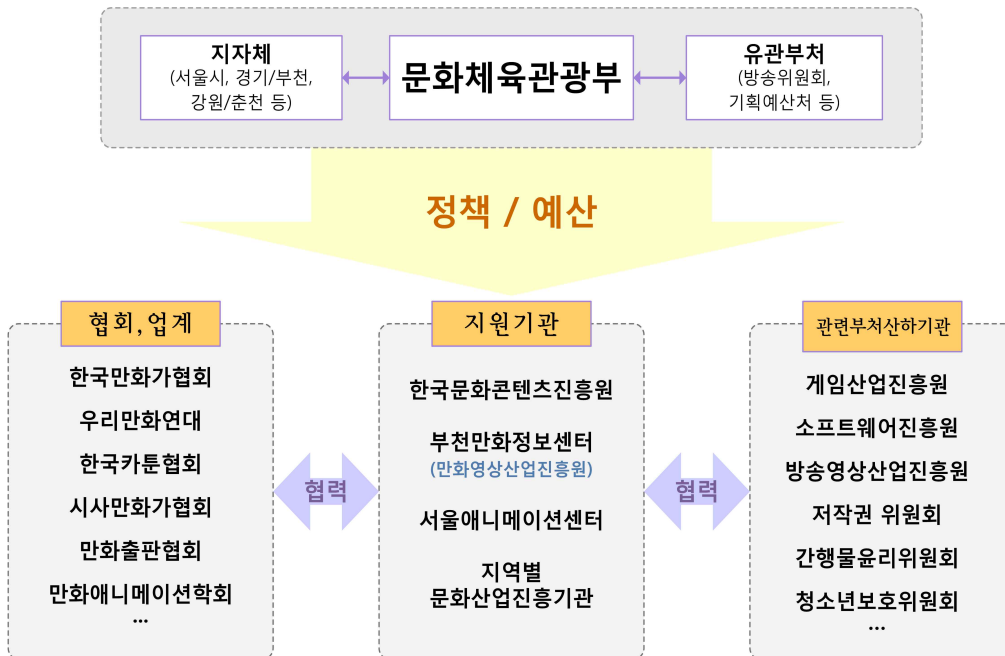 지자체
(서울시, 경기/부천,
강원/춘천 등)
문화체육관광부
유관부처
(방송위원회,
기획예산처 등)
정책 / 예산
협회,업계
한국만화가협회
우리만화연대
한국카툰협회
시사만화가협회
만화출판협회
만화애니메이션학회
...
협력
지원기관
한국문화콘텐츠진흥원
부천만화정보센터
(만화영상산업진흥원)
서울애니메이션센터
지역별
문화산업진흥기관
협력
관련부처산하기관
게임산업진흥원
소프트웨어진흥원
방송영상산업진흥원
저작권 위원회
간행물윤리위원회
청소년보호위원회
...